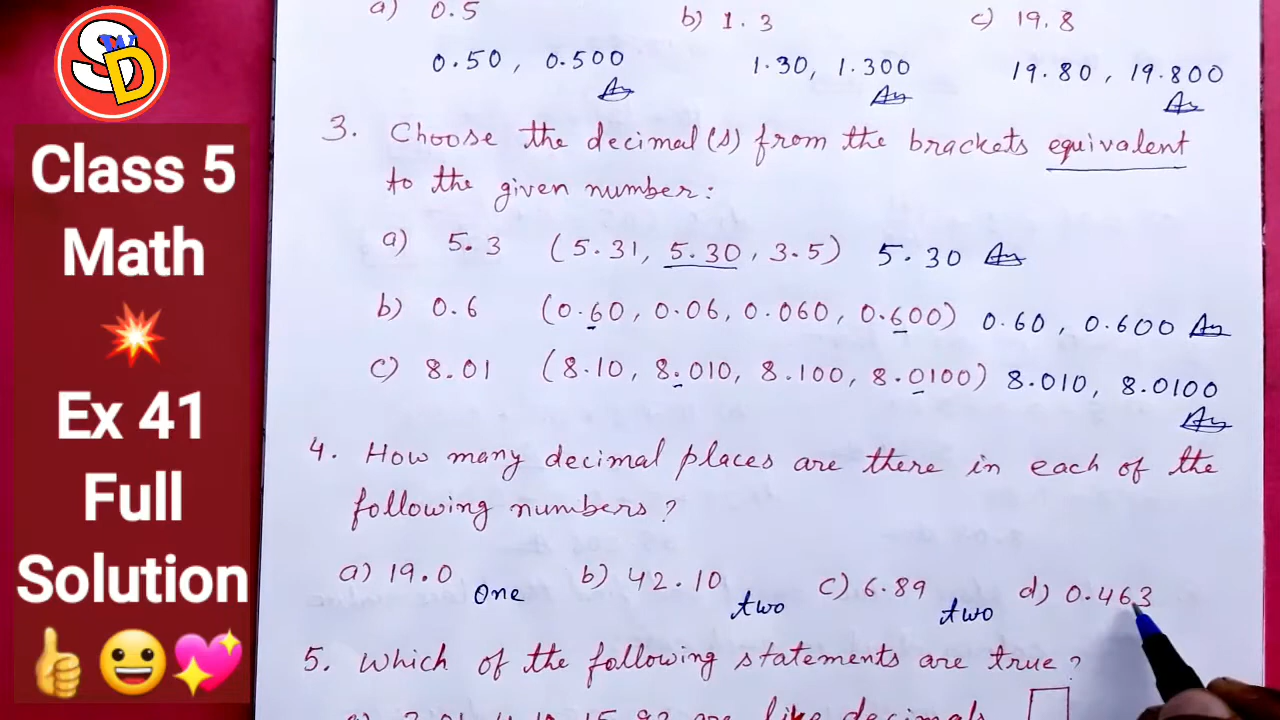 SWD
Class 5
Math
💥
Ex 41
Full
Solution
👍😀💖
a) 0.5 b) 1.3 c) 19.8
0.50, 0.500 1.30, 1.300 19.80, 19.800
Ans Ans Ans
3. Choose the decimal(s) from the brackets equivalent
to the given number:
a) 5.3 (5.31, 5.30, 3.5) 5.30 Ans
b) 0.6 (0.60, 0.06, 0.060, 0.600) 0.60, 0.600 Ans
c) 8.01 (8.10, 8.010, 8.100, 8.0100) 8.010, 8.0100
Ans
4. How many decimal places are there in each of the
following numbers?
a) 19.0 One b) 42.10 two c) 6.89 two d) 0.463
5. Which of the following statements are true?
are like decimals